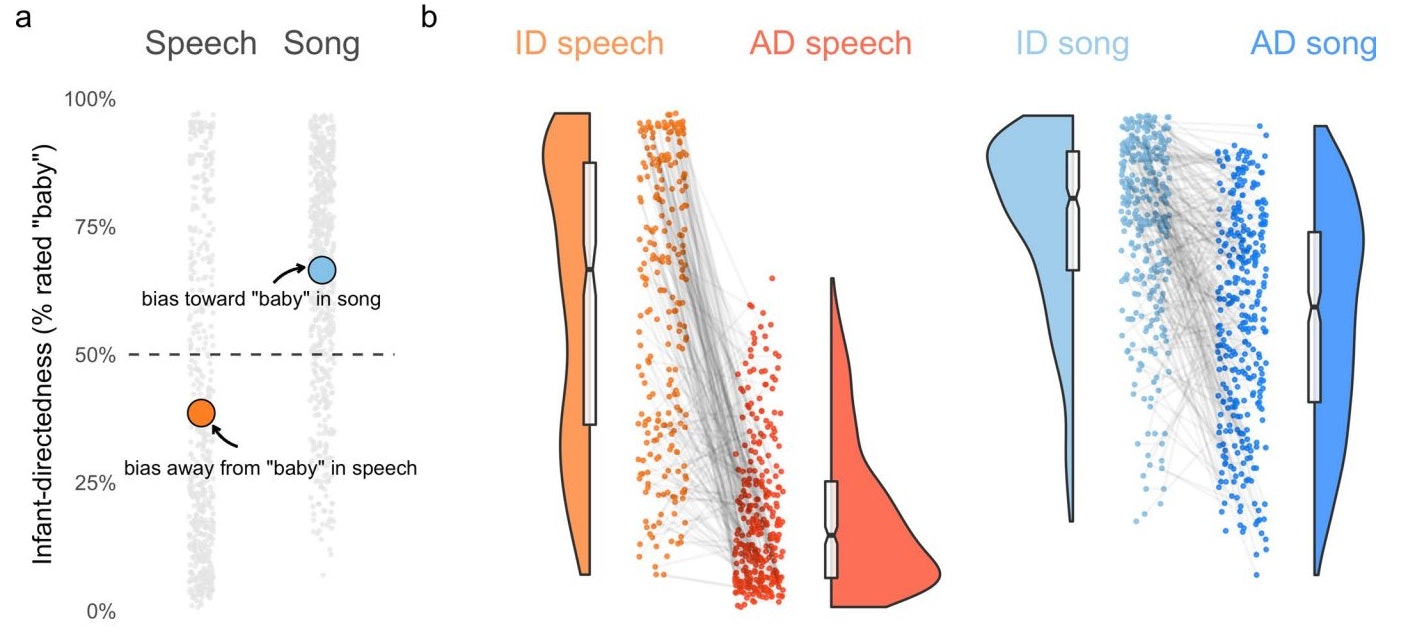 a
Speech Song
Infant-directedness (% rated "baby")
100%
75%
50%
25%
0%
bias toward "baby" in song
bias away from "baby" in speech
b
ID speech AD speech ID song AD song